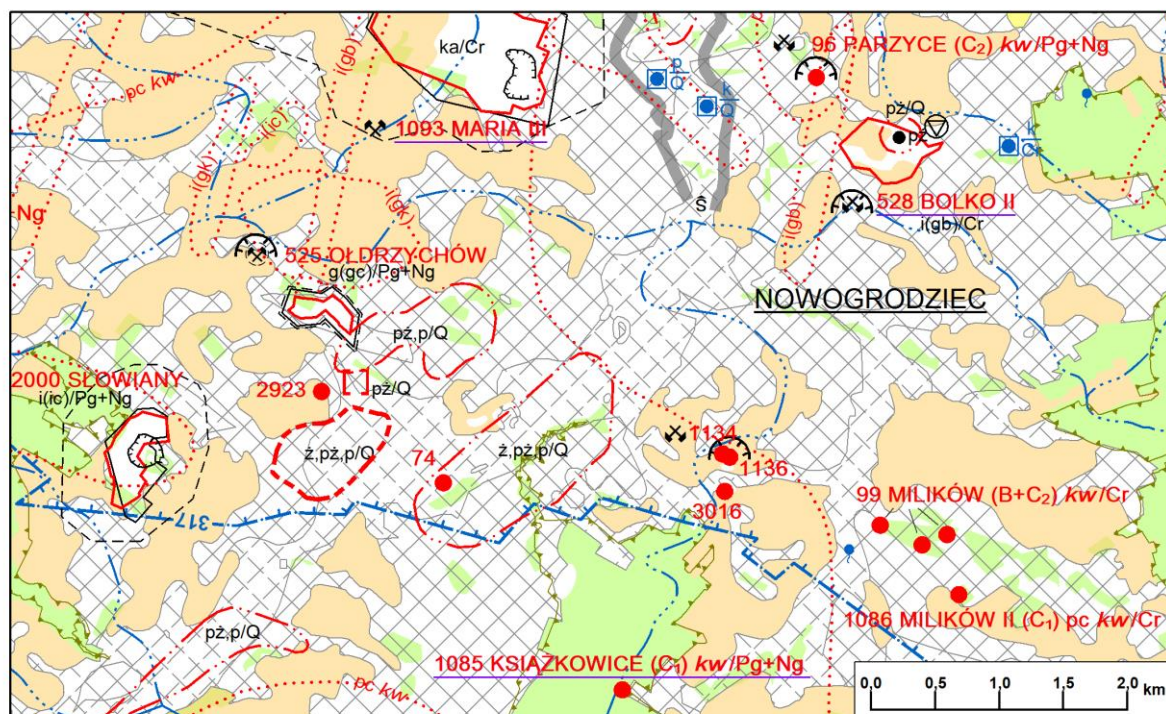 ka/Cr
96 PARZYCE (C₂) kw/Pg+Ng
p
Q
k
Q
pc kw
i(gb)
i(ic)
1093 MARIA III
pż/Q
pż
k
Cr
i(gk)
i(gk)
Š
528 BOLKO II
i(gb)/Cr
i(gb)
-Ng
525 OŁDRZYCHÓW
g(gc)/Pg+Ng
NOWOGRODZIEC
pż,p/Q
2000 SŁOWIANY
i(ic)/Pg+Ng
2923
pż/Q
ż,pż,p/Q
74
ż,pż,p/Q
1134
1136
3016
99 MILIKÓW (B+C₂) kw/Cr
317
1086 MILIKÓW II (C₁) pc kw/Cr
pż,p/Q
pc kw
1085 KSIĄŻKOWICE (C₁) kw/Pg+Ng
0,0 0,5 1,0 1,5 2,0
km